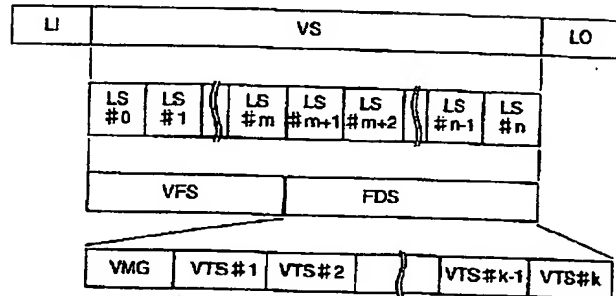 LI VS LO
LS #0 LS #1 LS #m LS #m+1 LS #m+2 LS #n-1 LS #n
VFS FDS
VMG VTS#1 VTS#2 VTS#k-1 VTS#k